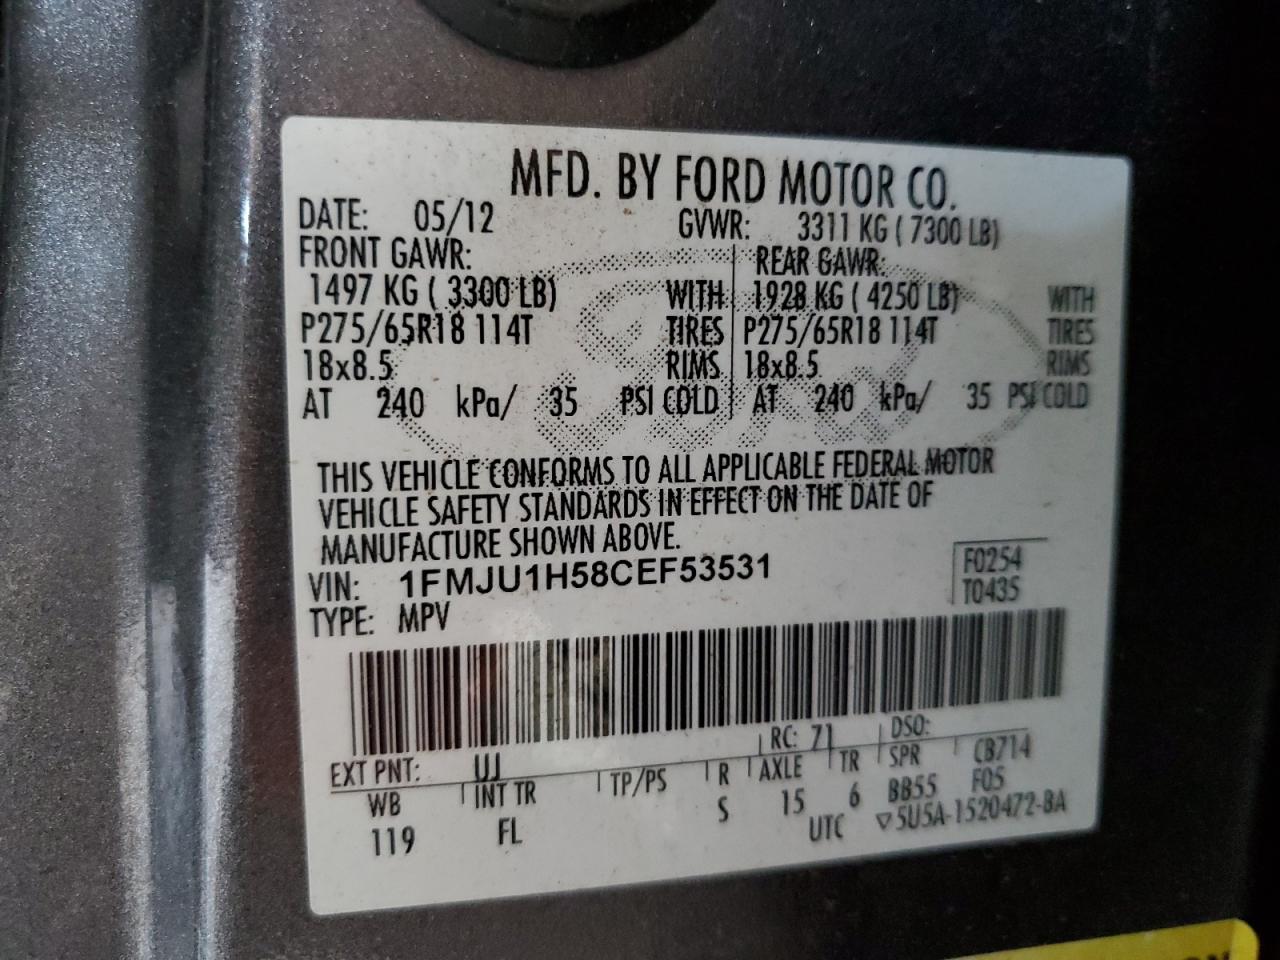 MFD. BY FORD MOTOR CO.
DATE: 05/12 GVWR: 3311 KG ( 7300 LB)
FRONT GAWR: REAR GAWR:
1497 KG ( 3300 LB) WITH 1928 KG ( 4250 LB) WITH
P275/65R18 114T TIRES P275/65R18 114T TIRES
18x8.5 RIMS 18x8.5 RIMS
AT 240 kPa/ 35 PSI COLD AT 240 kPa/ 35 PSI COLD
THIS VEHICLE CONFORMS TO ALL APPLICABLE FEDERAL MOTOR
VEHICLE SAFETY STANDARDS IN EFFECT ON THE DATE OF
MANUFACTURE SHOWN ABOVE.
VIN: 1FMJU1H58CEF53531 F0254
TYPE: MPV T0435
EXT PNT: UJ RC: 71 DSO:
WB INT TR TP/PS R AXLE TR SPR CB714
119 FL S 15 6 BB55 F05
UTC ▽5U5A-1520472-BA